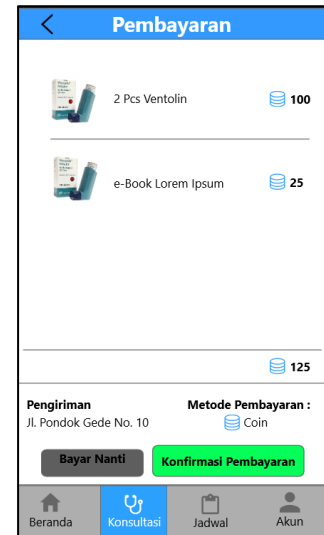 Pembayaran
2 Pcs Ventolin 100
e-Book Lorem Ipsum 25
125
Pengiriman Metode Pembayaran :
Jl. Pondok Gede No. 10 Coin
Bayar Nanti Konfirmasi Pembayaran
Beranda Konsultasi Jadwal Akun